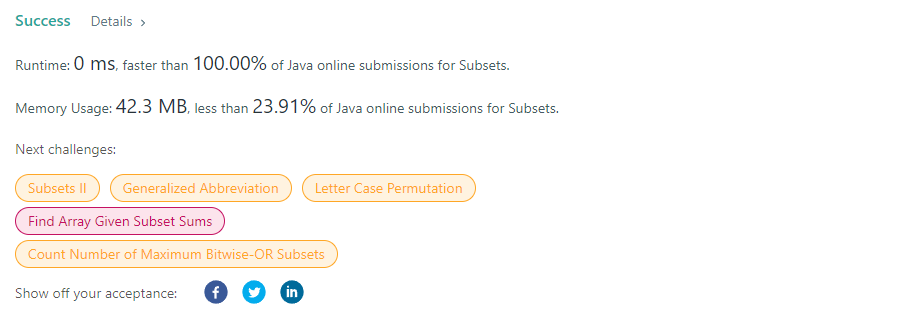 Success Details >
Runtime: 0 ms, faster than 100.00% of Java online submissions for Subsets.
Memory Usage: 42.3 MB, less than 23.91% of Java online submissions for Subsets.
Next challenges:
Subsets II Generalized Abbreviation Letter Case Permutation
Find Array Given Subset Sums
Count Number of Maximum Bitwise-OR Subsets
Show off your acceptance: f in